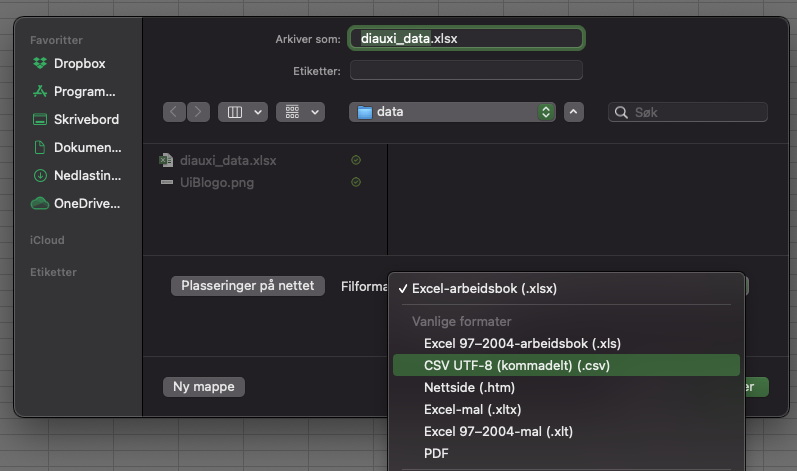 Favoritter
Dropbox
Program...
Skrivebord
Dokumen...
Nedlastin...
OneDrive...
iCloud
Etiketter
Arkiver som: diauxi_data.xlsx
Etiketter:
data
Søk
diauxi_data.xlsx
UiBlogo.png
Plasseringer på nettet
Filforma
✓ Excel-arbeidsbok (.xlsx)
Vanlige formater
Excel 97–2004-arbeidsbok (.xls)
CSV UTF-8 (kommadelt) (.csv)
Nettside (.htm)
Excel-mal (.xltx)
Excel 97–2004-mal (.xlt)
PDF
Ny mappe
er